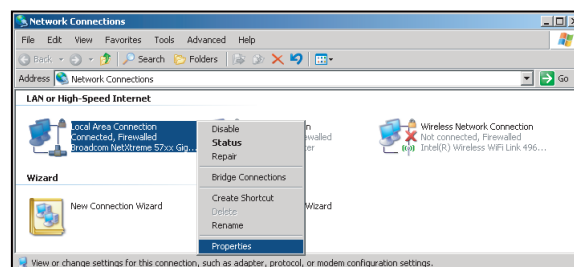 Network Connections
File Edit View Favorites Tools Advanced Help
Back Search Folders
Address Network Connections Go
LAN or High-Speed Internet
Local Area Connection
Connected, Firewalled
Broadcom NetXtreme 57xx Gig...
Disable
Status
Repair
Bridge Connections
Create Shortcut
Delete
Rename
Properties
Wireless Network Connection
Not connected, Firewalled
Intel(R) Wireless WiFi Link 496...
Wizard
New Connection Wizard
Wizard
View or change settings for this connection, such as adapter, protocol, or modem configuration settings.